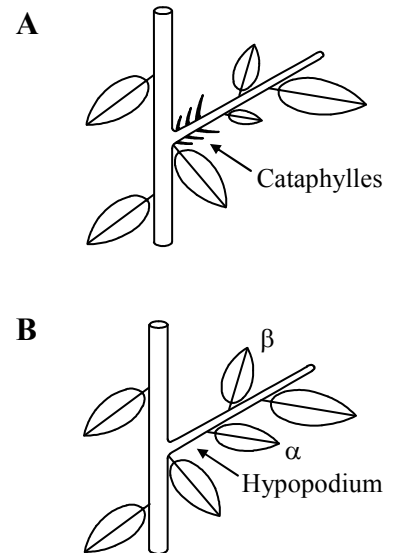 A
Cataphylles
B
β
α
Hypopodium